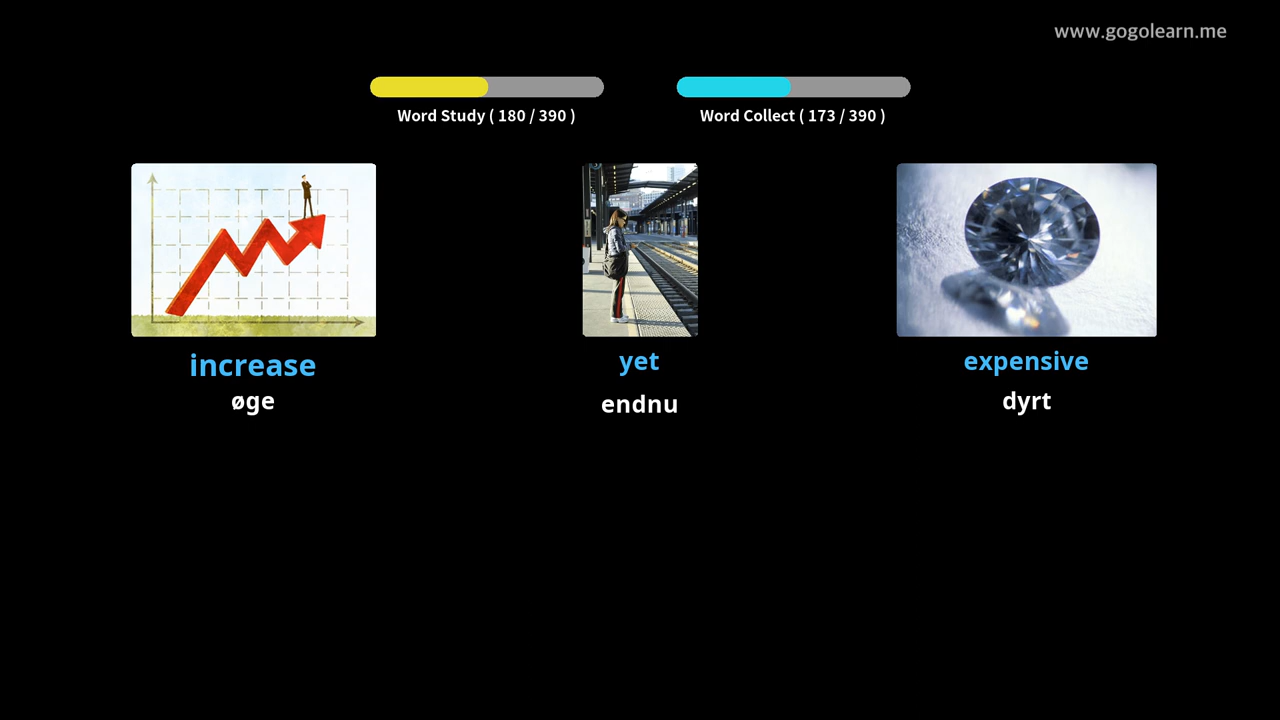 www.gogolearn.me
Word Study ( 180 / 390 )
Word Collect ( 173 / 390 )
increase
øge
yet
endnu
expensive
dyrt